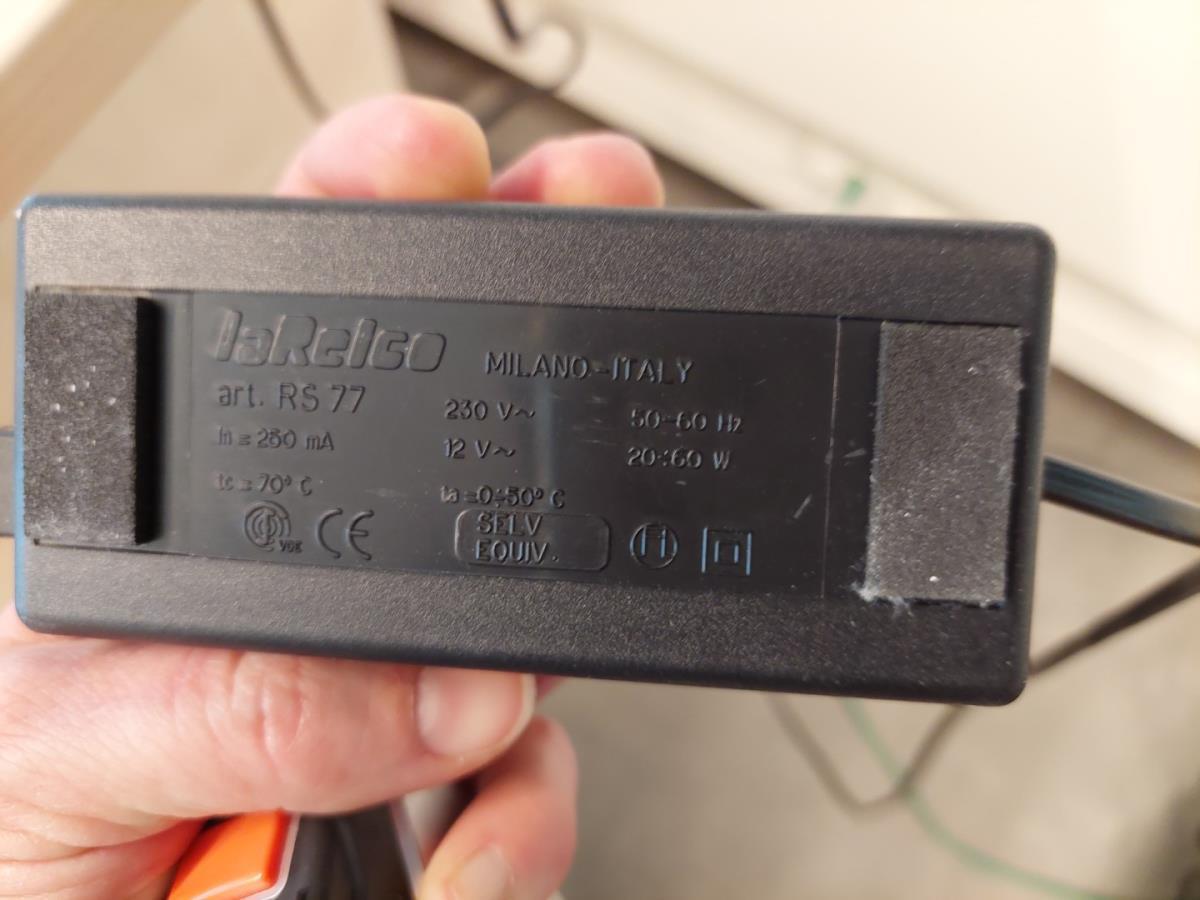 laRelco MILANO-ITALY
art. RS 77 230 V~ 50-60 Hz
In = 250 mA 12 V~ 20÷60 W
tc = 70° C ta = 0÷50° C
VDE CE SELV
EQUIV.